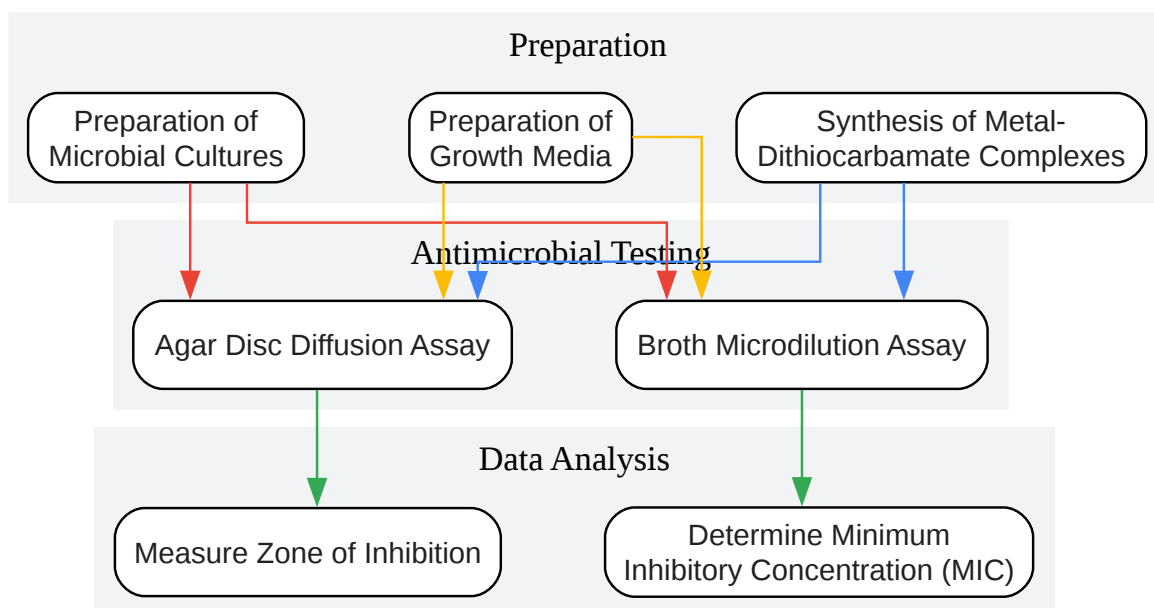 Preparation
Preparation of
Microbial Cultures
Preparation of
Growth Media
Synthesis of Metal-
Dithiocarbamate Complexes
Antimicrobial Testing
Agar Disc Diffusion Assay
Broth Microdilution Assay
Data Analysis
Measure Zone of Inhibition
Determine Minimum
Inhibitory Concentration (MIC)